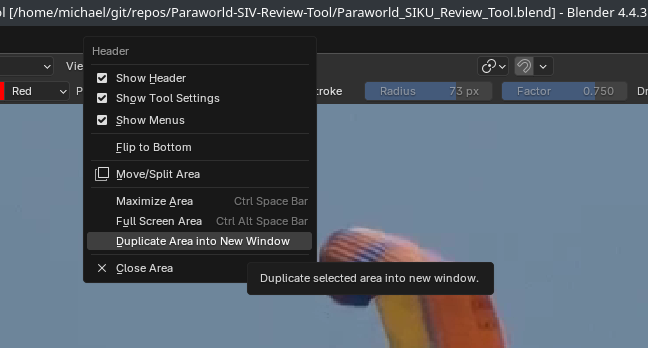 ol [/home/michael/git/repos/Paraworld-SIV-Review-Tool/Paraworld_SIKU_Review_Tool.blend] - Blender 4.4.3
Header
Vie
Show Header
Red
Show Tool Settings
troke
Radius 73 px
Factor 0.750
Dr
Show Menus
Flip to Bottom
Move/Split Area
Maximize Area Ctrl Space Bar
Full Screen Area Ctrl Alt Space Bar
Duplicate Area into New Window
Close Area
Duplicate selected area into new window.